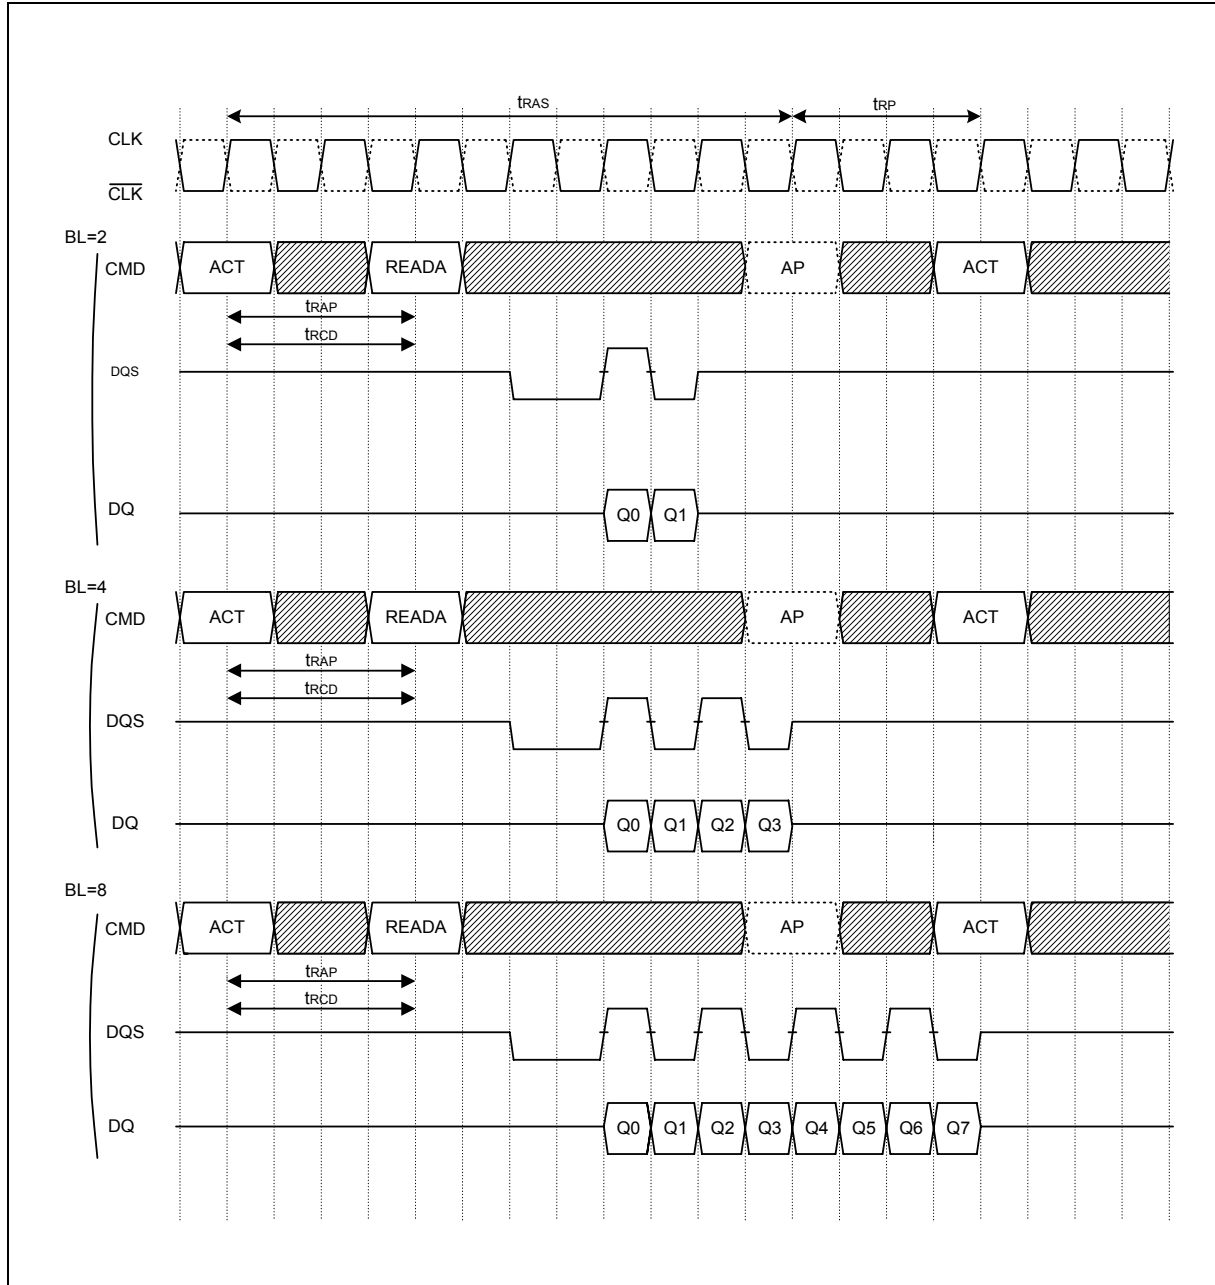 tRAS tRP
CLK
CLK
BL=2
CMD ACT READA AP ACT
tRAP
tRCD
DQS
DQ Q0 Q1
BL=4
CMD ACT READA AP ACT
tRAP
tRCD
DQS
DQ Q0 Q1 Q2 Q3
BL=8
CMD ACT READA AP ACT
tRAP
tRCD
DQS
DQ Q0 Q1 Q2 Q3 Q4 Q5 Q6 Q7